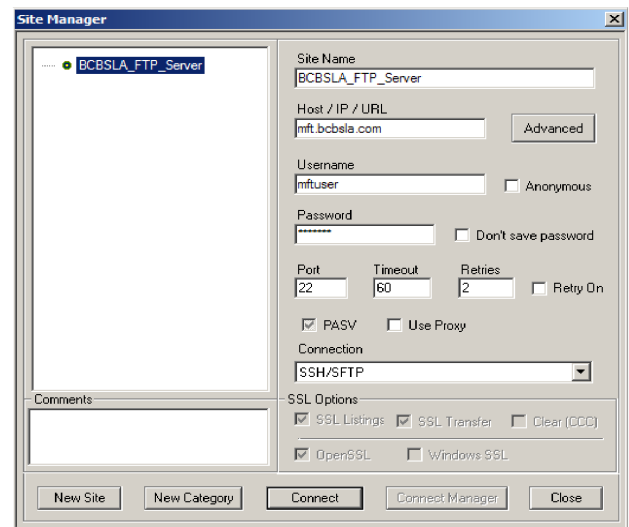 Site Manager
BCBSLA_FTP_Server
Site Name
BCBSLA_FTP_Server
Host / IP / URL
mft.bcbsla.com
Advanced
Username
mftuser
Anonymous
Password
*******
Don't save password
Port Timeout Retries
22 60 2 Retry On
PASV Use Proxy
Connection
SSH/SFTP
Comments
SSL Options
SSL Listings SSL Transfer Clear (CCC)
OpenSSL Windows SSL
New Site New Category Connect Connect Manager Close